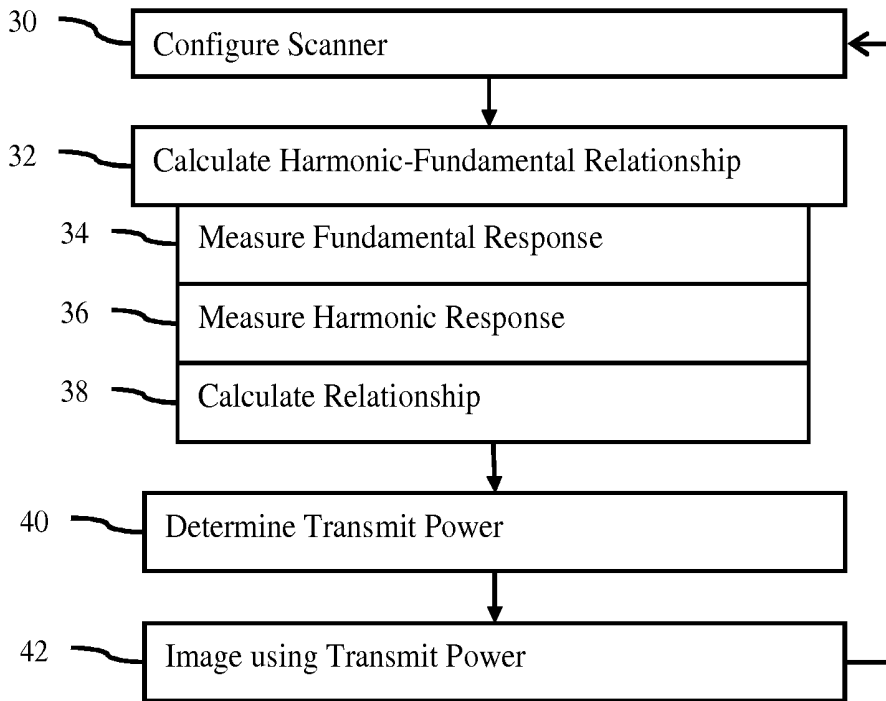 30 Configure Scanner
32 Calculate Harmonic-Fundamental Relationship
34 Measure Fundamental Response
36 Measure Harmonic Response
38 Calculate Relationship
40 Determine Transmit Power
42 Image using Transmit Power